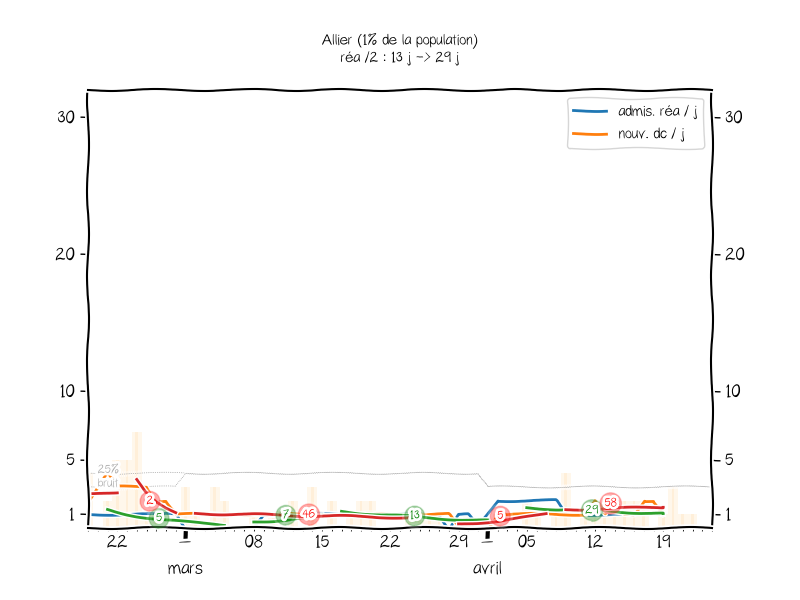 Allier (1% de la population)
réa /2 : 13 j -> 29 j
30 30
admis. réa / j
nouv. dc / j
20 20
10 10
5 5
25%
bruit
2 5 7 46 13 5 29 58
1 1
22 08 15 22 29 05 12 19
mars avril